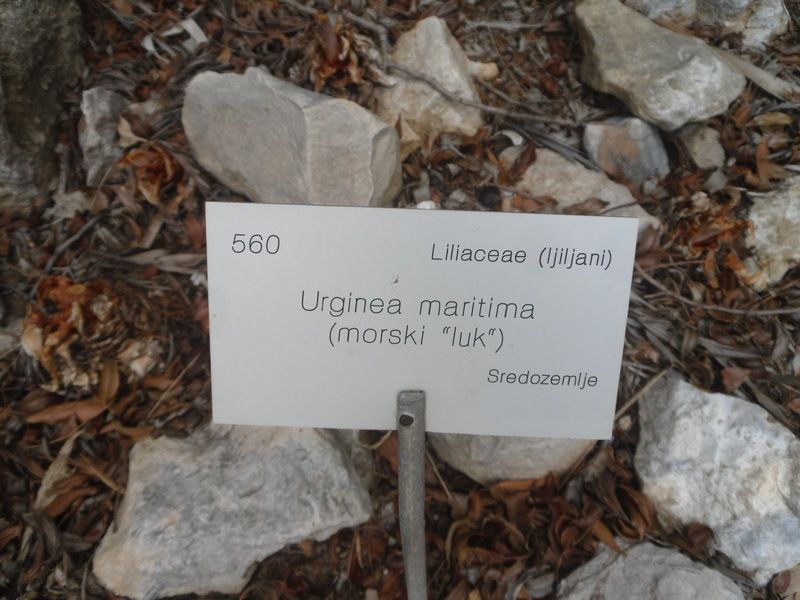 560
Liliaceae (ljiljani)
Urginea maritima
(morski "luk")
Sredozemlje